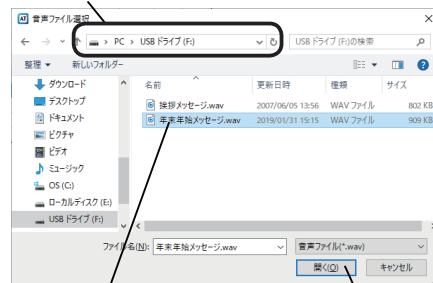 音声ファイル選択
PC > USB ドライブ (F:)
USB ドライブ (F:)の検索
整理 新しいフォルダー
名前 更新日時 種類 サイズ
ダウンロード
デスクトップ
ドキュメント
ピクチャ
ビデオ
ミュージック
OS (C:)
ローカルディスク (E:)
USB ドライブ (F:)
挨拶メッセージ.wav 2007/06/05 13:56 WAV ファイル 802 KB
年末年始メッセージ.wav 2019/01/31 15:15 WAV ファイル 909 KB
ファイル名(N): 年末年始メッセージ.wav 音声ファイル(*.wav)
開く(O) キャンセル